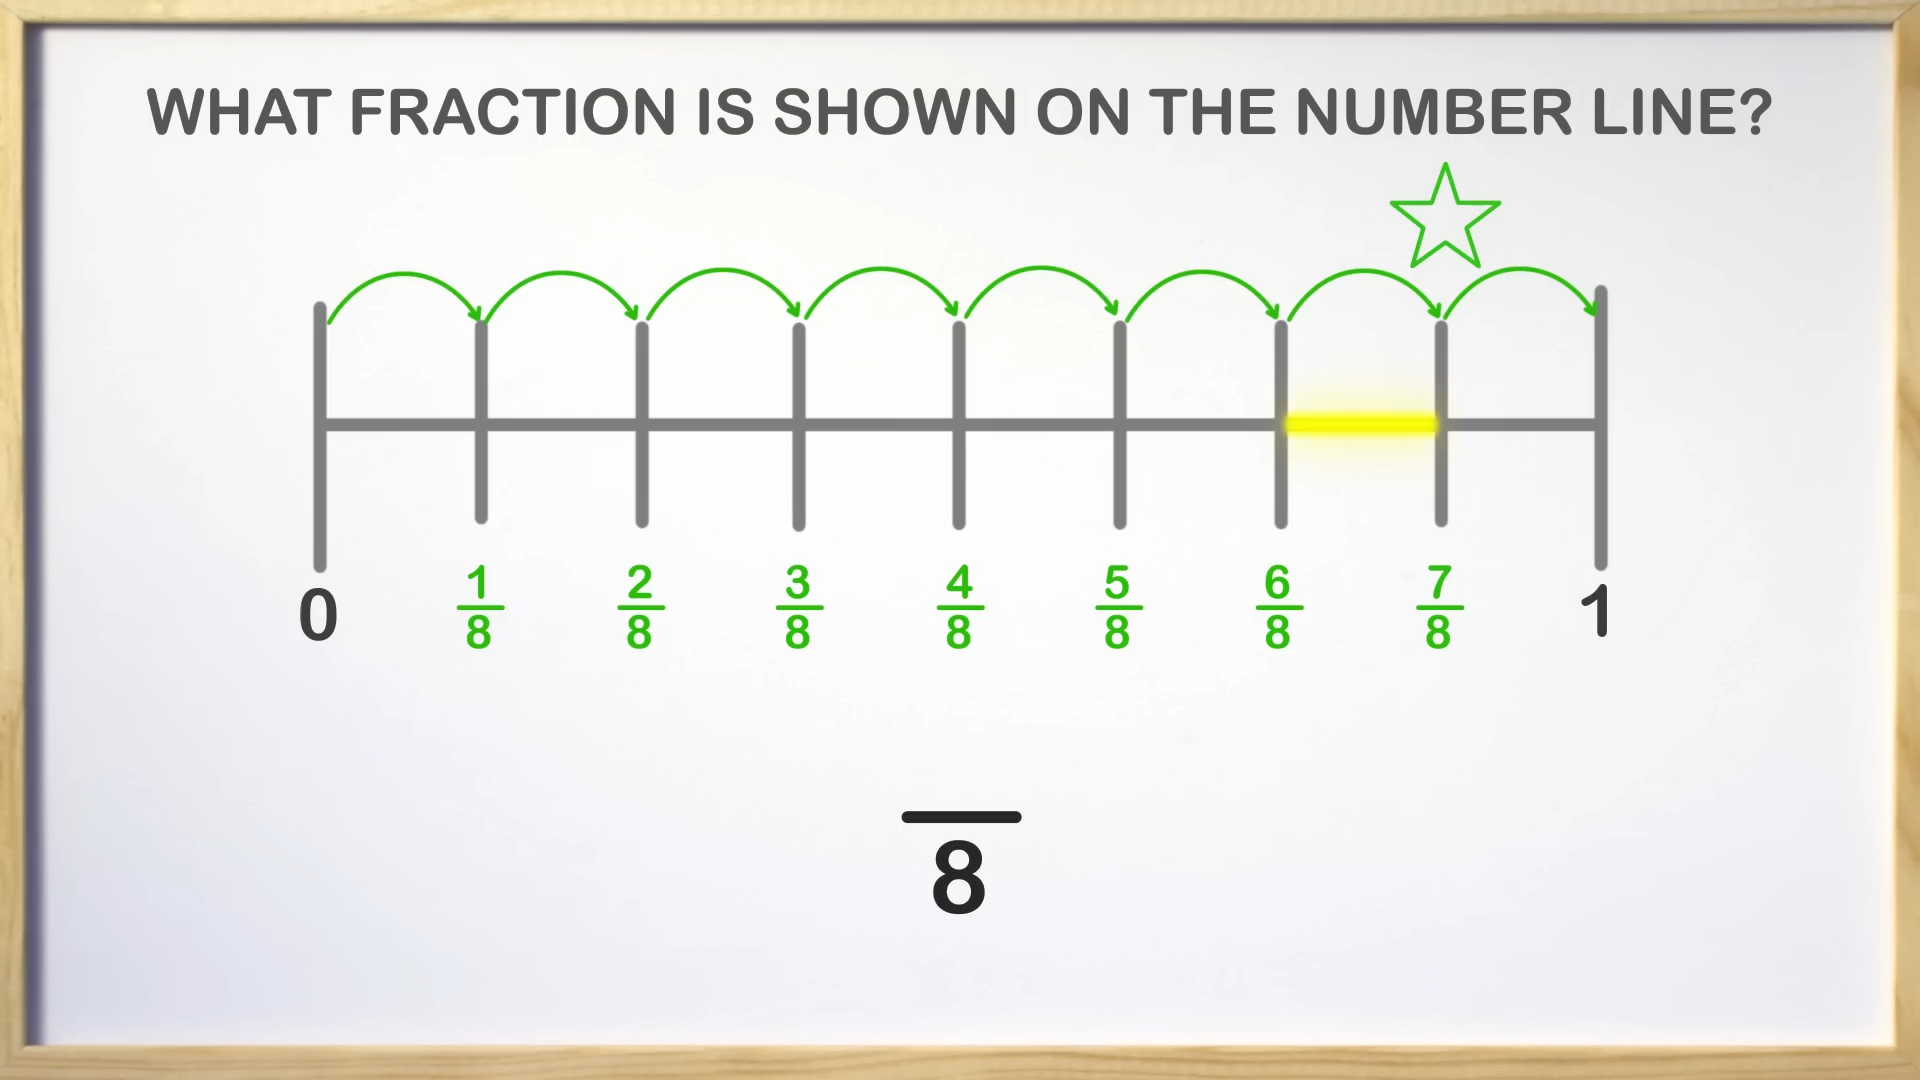 WHAT FRACTION IS SHOWN ON THE NUMBER LINE?
0 1/8 2/8 3/8 4/8 5/8 6/8 7/8 1
8